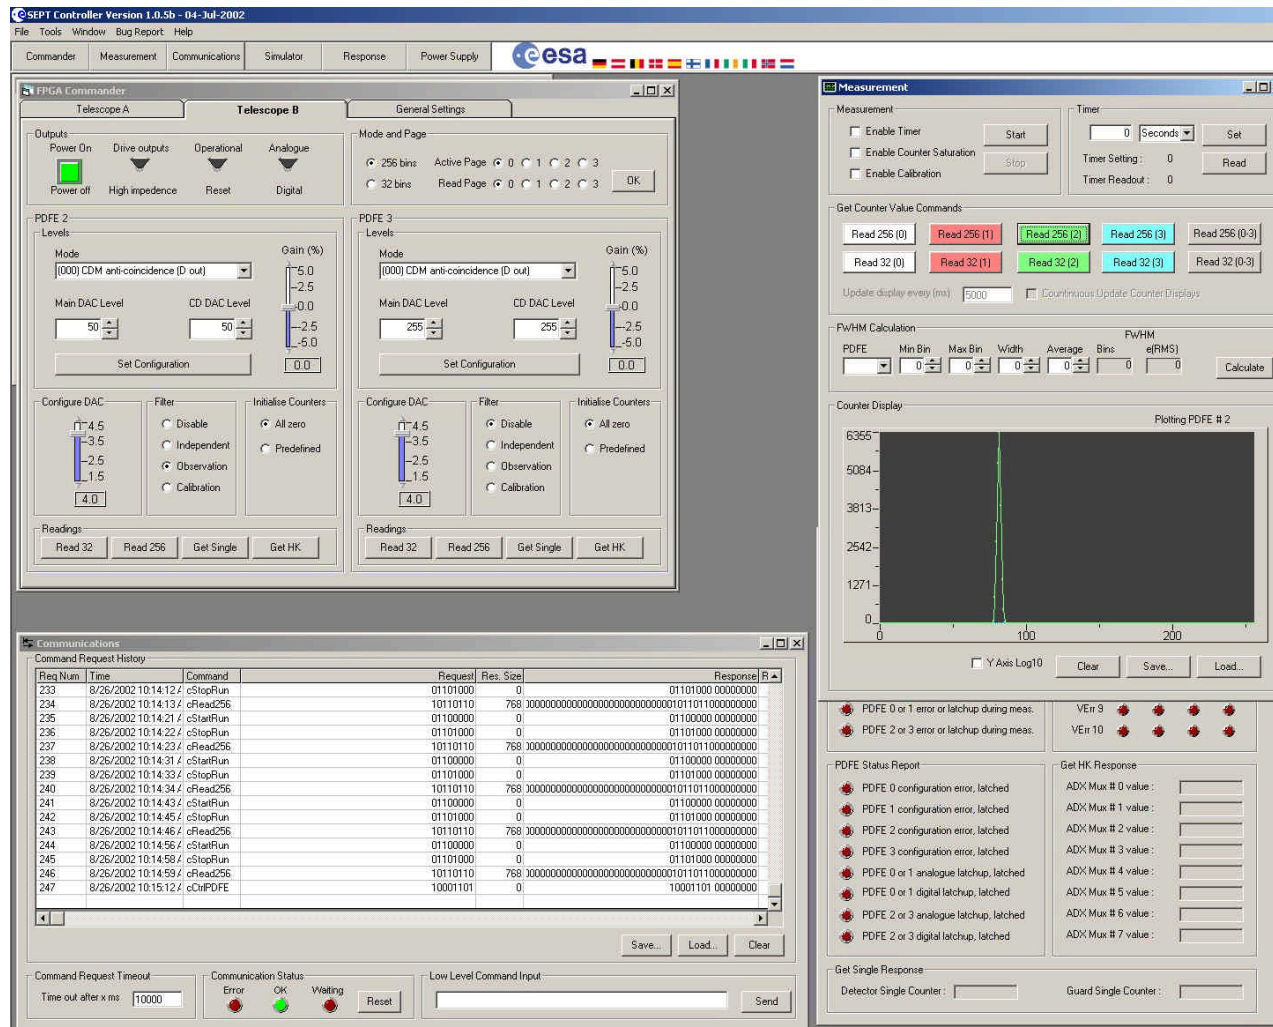 SEPT Controller Version 1.0.5b - 04-Jul-2002
File Tools Window Bug Report Help
Commander Measurement Communications Simulator Response Power Supply esa
FPGA Commander
Telescope A Telescope B General Settings
Outputs
Power On Drive outputs Operational Analogue
Power off High impedence Reset Digital
Mode and Page
256 bins Active Page 0 1 2 3
32 bins Read Page 0 1 2 3 OK
PDFE 2
Levels
Mode Gain (%)
(000) CDM anti-coincidence (D out)
5.0
2.5
0.0
-2.5
-5.0
Main DAC Level CD DAC Level
50 50
Set Configuration 0.0
Configure DAC
4.5
3.5
2.5
1.5
4.0
Filter
Disable
Independent
Observation
Calibration
Initialise Counters
All zero
Predefined
Readings
Read 32 Read 256 Get Single Get HK
PDFE 3
Levels
Mode Gain (%)
(000) CDM anti-coincidence (D out)
5.0
2.5
0.0
-2.5
-5.0
Main DAC Level CD DAC Level
255 255
Set Configuration 0.0
Configure DAC
4.5
3.5
2.5
1.5
4.0
Filter
Disable
Independent
Observation
Calibration
Initialise Counters
All zero
Predefined
Readings
Read 32 Read 256 Get Single Get HK
Measurement
Measurement
Enable Timer Start
Enable Counter Saturation Stop
Enable Calibration
Timer
0 Seconds Set
Timer Setting : 0 Read
Timer Readout : 0
Get Counter Value Commands
Read 256 (0) Read 256 (1) Read 256 (2) Read 256 (3) Read 256 (0-3)
Read 32 (0) Read 32 (1) Read 32 (2) Read 32 (3) Read 32 (0-3)
Update display every (ms) 5000 Countinuous Update Counter Displays
FWHM Calculation
FWHM
PDFE Min Bin Max Bin Width Average Bins e(RMS)
0 0 0 0 0 0 Calculate
Counter Display
Plotting PDFE # 2
6355
5084
3813
2542
1271
0
0 100 200
Y Axis Log10 Clear Save... Load...
Communications
Command Request History
Req Num Time Command Request Res. Size Response R
233 8/26/2002 10:14:12 cStopRun 01101000 0 01101000 00000000
234 8/26/2002 10:14:13 cRead256 10110110 768
235 8/26/2002 10:14:21 cStartRun 01100000 0 01100000 00000000
236 8/26/2002 10:14:22 cStopRun 01101000 0 01101000 00000000
237 8/26/2002 10:14:23 cRead256 10110110 768
238 8/26/2002 10:14:31 cStartRun 01100000 0 01100000 00000000
239 8/26/2002 10:14:33 cStopRun 01101000 0 01101000 00000000
240 8/26/2002 10:14:34 cRead256 10110110 768
241 8/26/2002 10:14:43 cStartRun 01100000 0 01100000 00000000
242 8/26/2002 10:14:45 cStopRun 01101000 0 01101000 00000000
243 8/26/2002 10:14:46 cRead256 10110110 768
244 8/26/2002 10:14:56 cStartRun 01100000 0 01100000 00000000
245 8/26/2002 10:14:58 cStopRun 01101000 0 01101000 00000000
246 8/26/2002 10:14:59 cRead256 10110110 768
247 8/26/2002 10:15:12 cCtrlPDFE 10001101 0 10001101 00000000
Save... Load... Clear
Command Request Timeout
Time out after x ms 10000
Communication Status
Error OK Waiting Reset
Low Level Command Input
Send
PDFE 0 or 1 error or latchup during meas.
PDFE 2 or 3 error or latchup during meas.
VErr 9
VErr 10
PDFE Status Report
PDFE 0 configuration error, latched
PDFE 1 configuration error, latched
PDFE 2 configuration error, latched
PDFE 3 configuration error, latched
PDFE 0 or 1 analogue latchup, latched
PDFE 0 or 1 digital latchup, latched
PDFE 2 or 3 analogue latchup, latched
PDFE 2 or 3 digital latchup, latched
Get HK Response
ADX Mux # 0 value :
ADX Mux # 1 value :
ADX Mux # 2 value :
ADX Mux # 3 value :
ADX Mux # 4 value :
ADX Mux # 5 value :
ADX Mux # 6 value :
ADX Mux # 7 value :
Get Single Response
Detector Single Counter : Guard Single Counter :